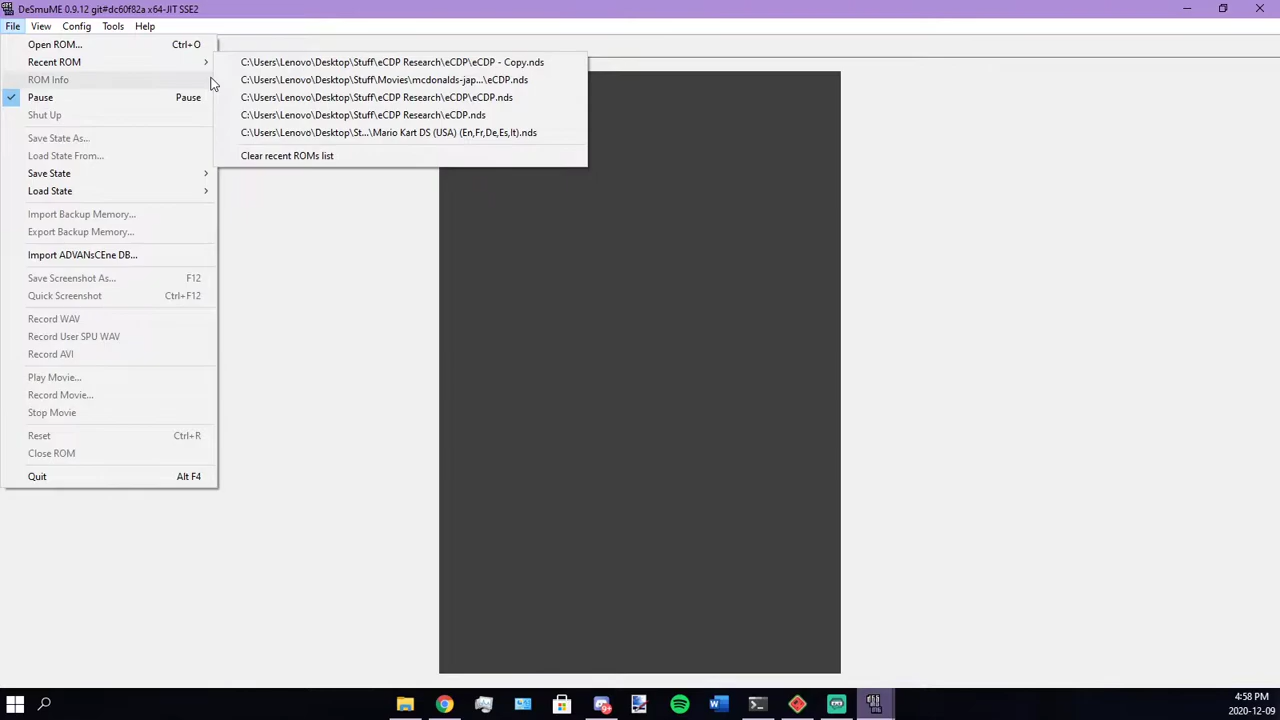 DeSmuME 0.9.12 git#dc60f82a x64-JIT SSE2
File View Config Tools Help
Open ROM... Ctrl+O
Recent ROM
ROM Info
Pause Pause
Shut Up
Save State As...
Load State From...
Save State
Load State
Import Backup Memory...
Export Backup Memory...
Import ADVANsCEne DB...
Save Screenshot As... F12
Quick Screenshot Ctrl+F12
Record WAV
Record User SPU WAV
Record AVI
Play Movie...
Record Movie...
Stop Movie
Reset Ctrl+R
Close ROM
Quit Alt F4
C:\Users\Lenovo\Desktop\Stuff\eCDP Research\eCDP\eCDP - Copy.nds
C:\Users\Lenovo\Desktop\Stuff\Movies\mcdonalds-jap...\eCDP.nds
C:\Users\Lenovo\Desktop\Stuff\eCDP Research\eCDP\eCDP.nds
C:\Users\Lenovo\Desktop\Stuff\eCDP Research\eCDP.nds
C:\Users\Lenovo\Desktop\St...\Mario Kart DS (USA) (En,Fr,De,Es,It).nds
Clear recent ROMs list
4:58 PM
2020-12-09